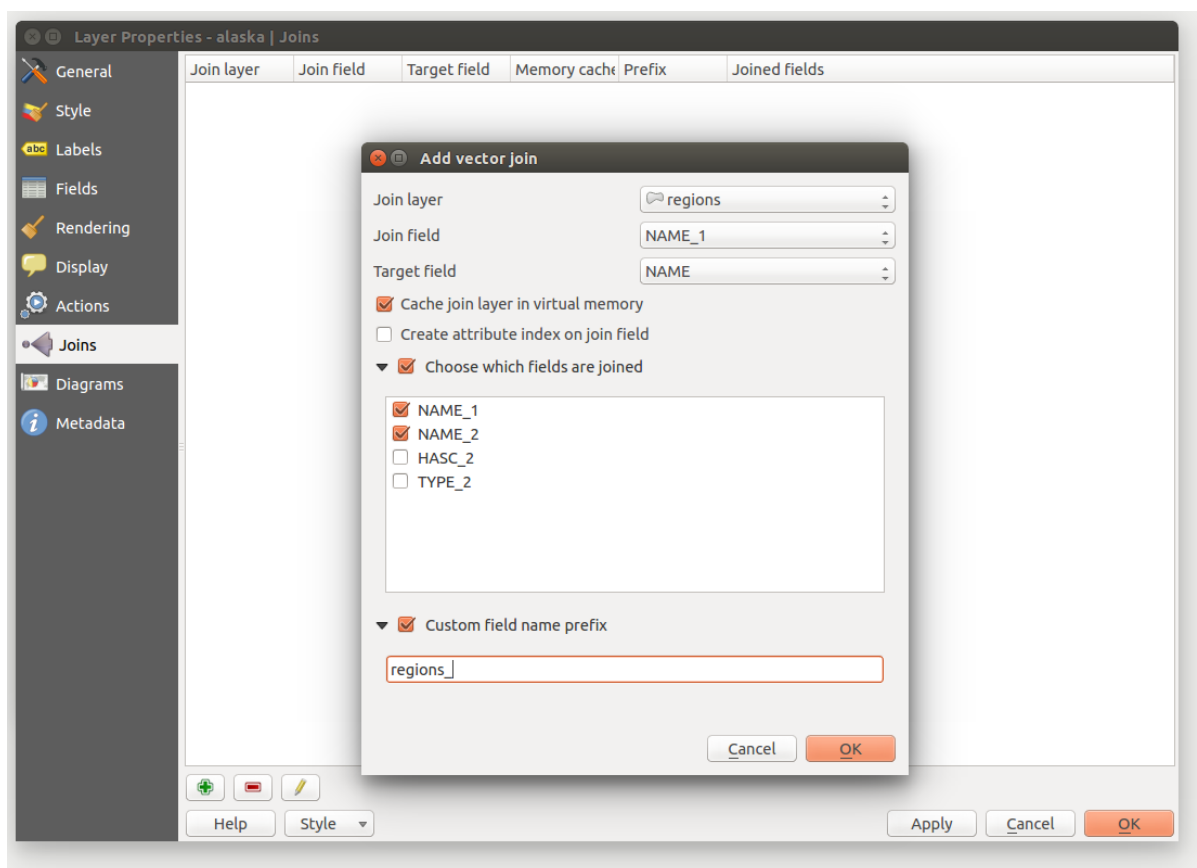 Layer Properties - alaska | Joins
General
Style
abc Labels
Fields
Rendering
Display
Actions
Joins
Diagrams
Metadata
Join layer Join field Target field Memory cache Prefix Joined fields
Add vector join
Join layer regions
Join field NAME_1
Target field NAME
Cache join layer in virtual memory
Create attribute index on join field
Choose which fields are joined
NAME_1
NAME_2
HASC_2
TYPE_2
Custom field name prefix
regions_
Cancel OK
Help Style Apply Cancel OK